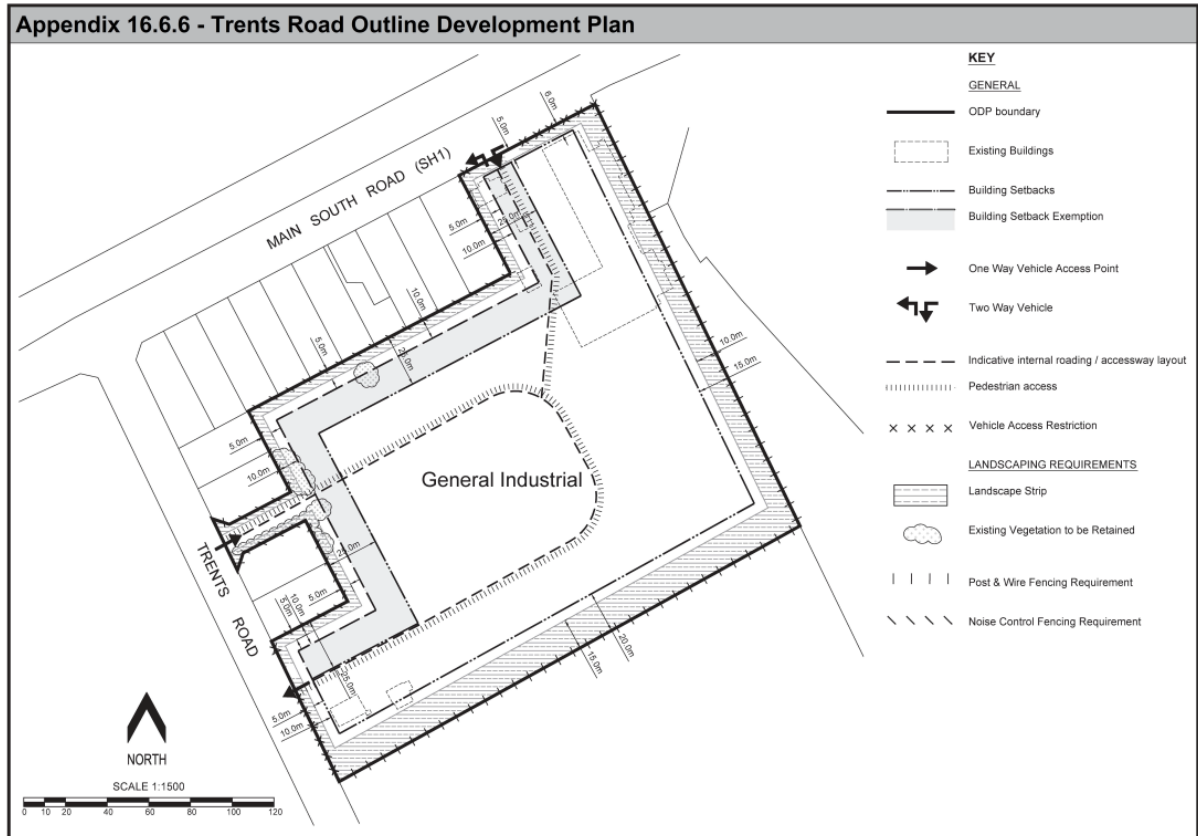 Appendix 16.6.6 - Trents Road Outline Development Plan
KEY
GENERAL
ODP boundary
Existing Buildings
Building Setbacks
Building Setback Exemption
One Way Vehicle Access Point
Two Way Vehicle
Indicative internal roading / accessway layout
Pedestrian access
Vehicle Access Restriction
LANDSCAPING REQUIREMENTS
Landscape Strip
Existing Vegetation to be Retained
Post & Wire Fencing Requirement
Noise Control Fencing Requirement
MAIN SOUTH ROAD (SH1)
5.0m
6.0m
5.0m
25.0m
10.0m
10.0m
5.0m
25.0m
10.0m
15.0m
5.0m
10.0m
General Industrial
TRENTS
ROAD
25.0m
5.0m
10.0m
5.0m
20.0m
15.0m
25.0m
5.0m
10.0m
NORTH
SCALE 1:1500
0 10 20 40 60 80 100 120